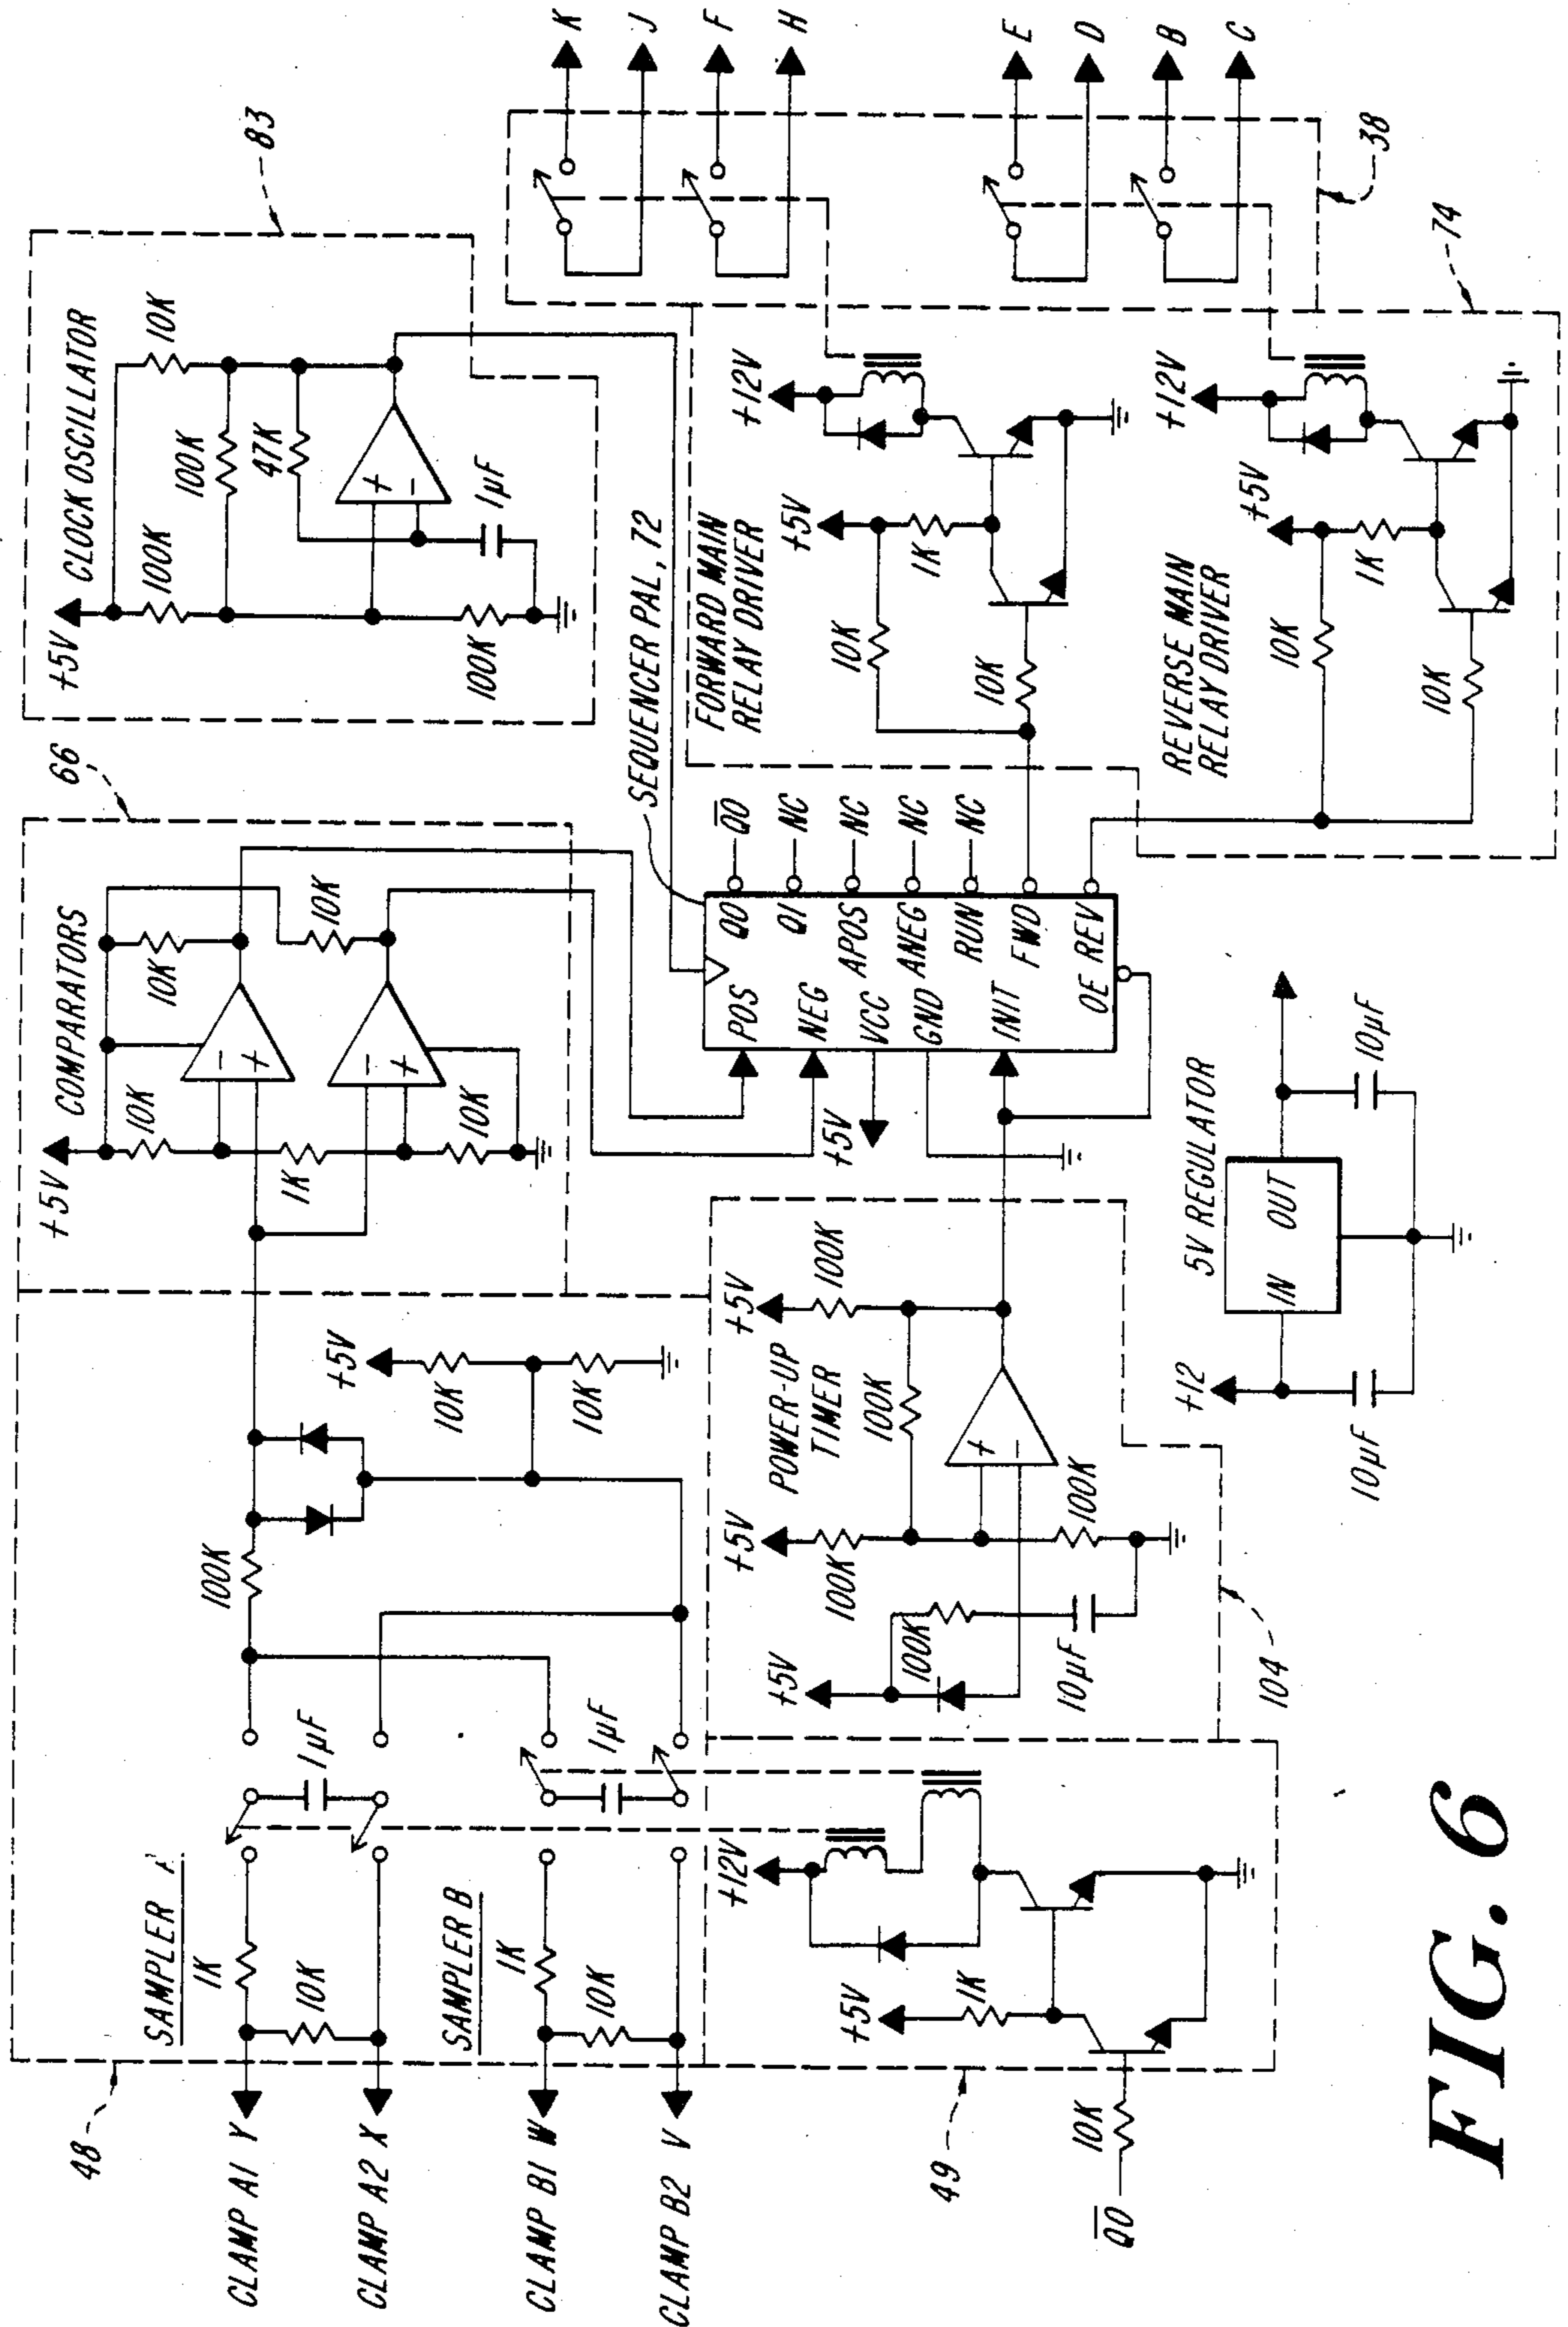 48
66
83
CLAMP A1 Y
CLAMP A2 X
CLAMP B1 W
CLAMP B2 V
SAMPLER
1K
10K
1µF
SAMPLER B
1K
10K
1µF
100K
+5V
10K
10K
COMPARATORS
+5V
10K
1K
10K
10K
10K
-
+
-
+
CLOCK OSCILLATOR
+5V
100K
100K
10K
100K
47K
+
-
1µF
49
Q̅0̅
10K
+5V
1K
+12V
104
POWER-UP
TIMER
+5V
100K
10µF
+5V
100K
100K
100K
+5V
100K
+
-
SEQUENCER PAL, 72
POS
NEG
VCC
GND
INIT
OE
Q0
Q1
APOS
ANEG
RUN
FWD
REV
+5V
Q̅0̅
NC
NC
NC
NC
5V REGULATOR
+12
IN
OUT
10µF
10µF
FORWARD MAIN
RELAY DRIVER
10K
10K
+5V
1K
+12V
REVERSE MAIN
RELAY DRIVER
10K
10K
+5V
1K
+12V
74
38
K
J
F
H
E
D
B
C
FIG. 6